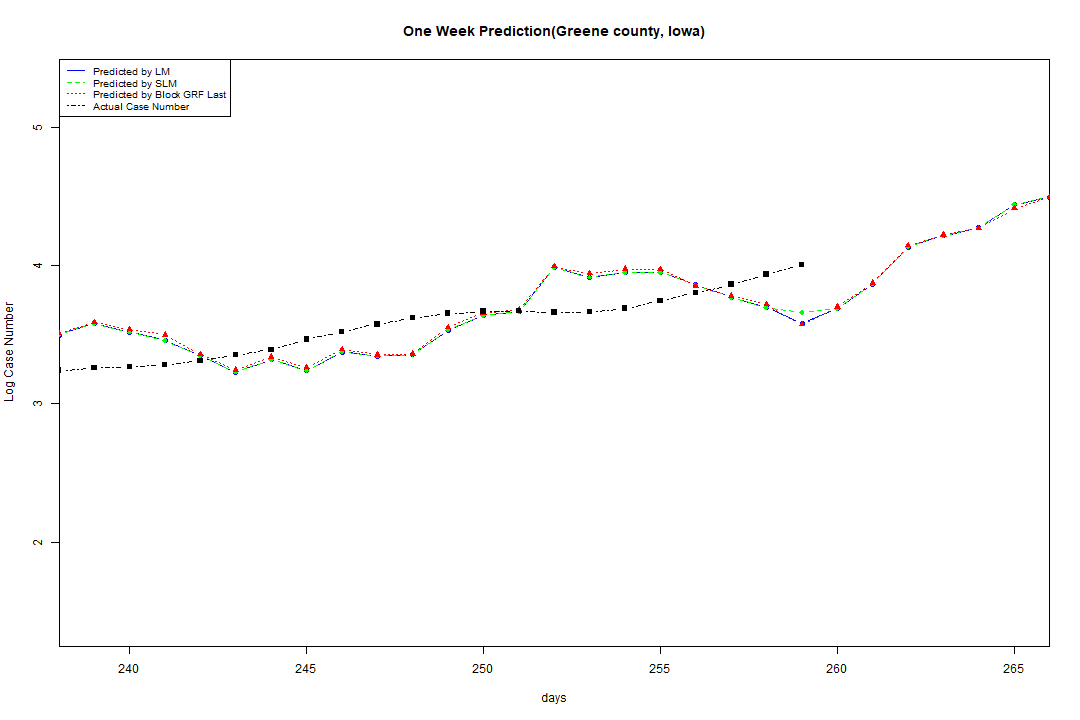 One Week Prediction(Greene county, Iowa)
Predicted by LM
Predicted by SLM
Predicted by Block GRF Last
Actual Case Number
Log Case Number
5
4
3
2
240 245 250 255 260 265
days